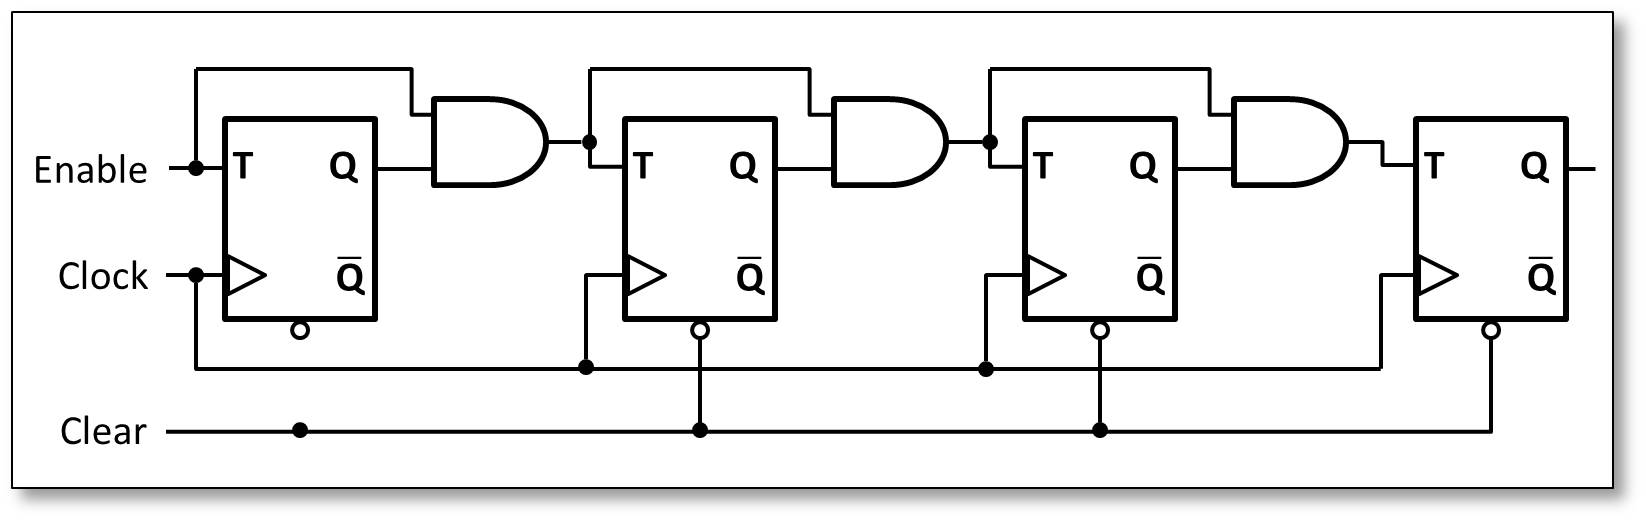 Enable T Q T Q T Q T Q
Clock Q̅ Q̅ Q̅ Q̅
Clear